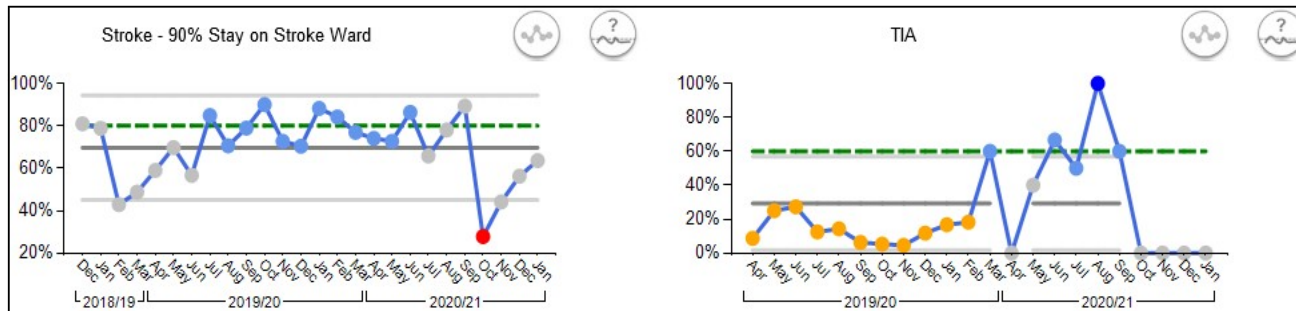 Stroke - 90% Stay on Stroke Ward
?
100%
80%
60%
40%
20%
Dec Jan Feb Mar Apr May Jun Jul Aug Sep Oct Nov Dec Jan Feb Mar Apr May Jun Jul Aug Sep Oct Nov Dec Jan
2018/19 2019/20 2020/21
TIA
?
100%
80%
60%
40%
20%
0%
Apr May Jun Jul Aug Sep Oct Nov Dec Jan Feb Mar Apr May Jun Jul Aug Sep Oct Nov Dec Jan
2019/20 2020/21